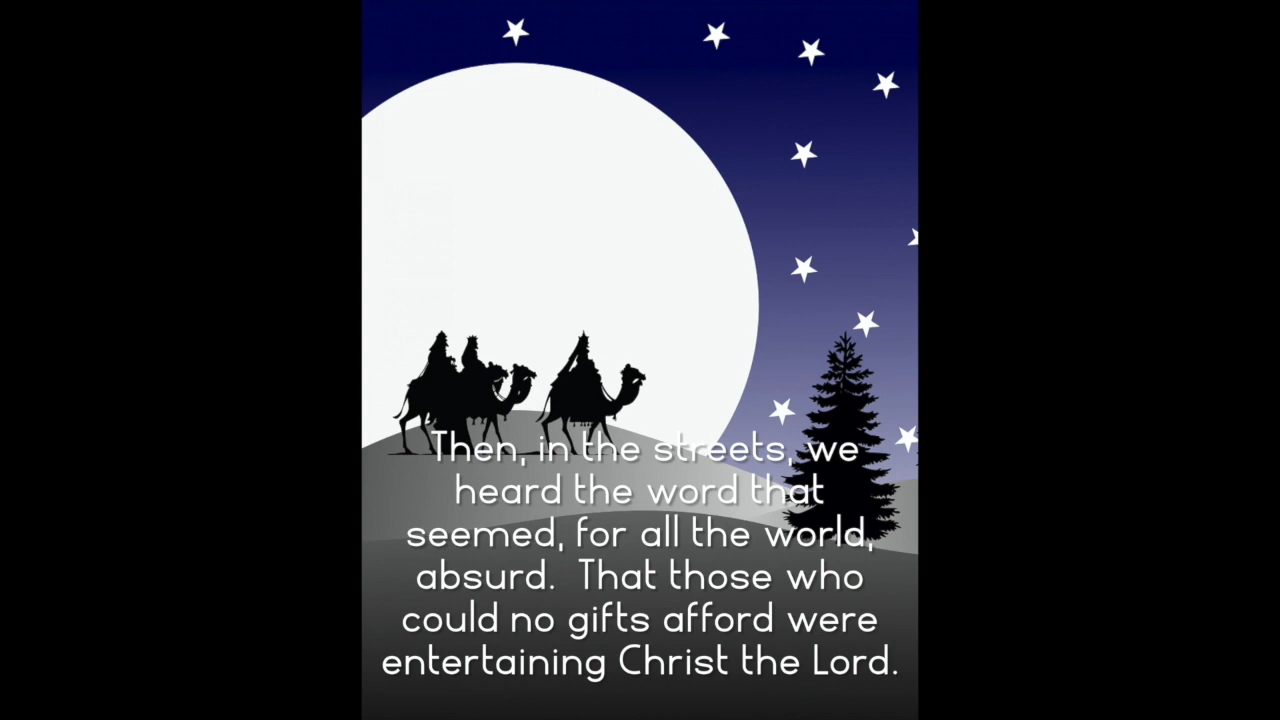 Then, in the streets, we
heard the word that
seemed, for all the world,
absurd.  That those who
could no gifts afford were
entertaining Christ the Lord.